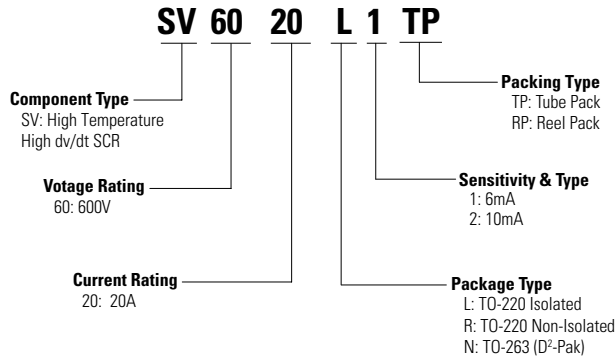 SV 60 20 L 1 TP
Packing Type
TP: Tube Pack
RP: Reel Pack
Component Type
SV: High Temperature
High dv/dt SCR
Sensitivity & Type
1: 6mA
2: 10mA
Votage Rating
60: 600V
Current Rating
20: 20A
Package Type
L: TO-220 Isolated
R: TO-220 Non-Isolated
N: TO-263 (D²-Pak)